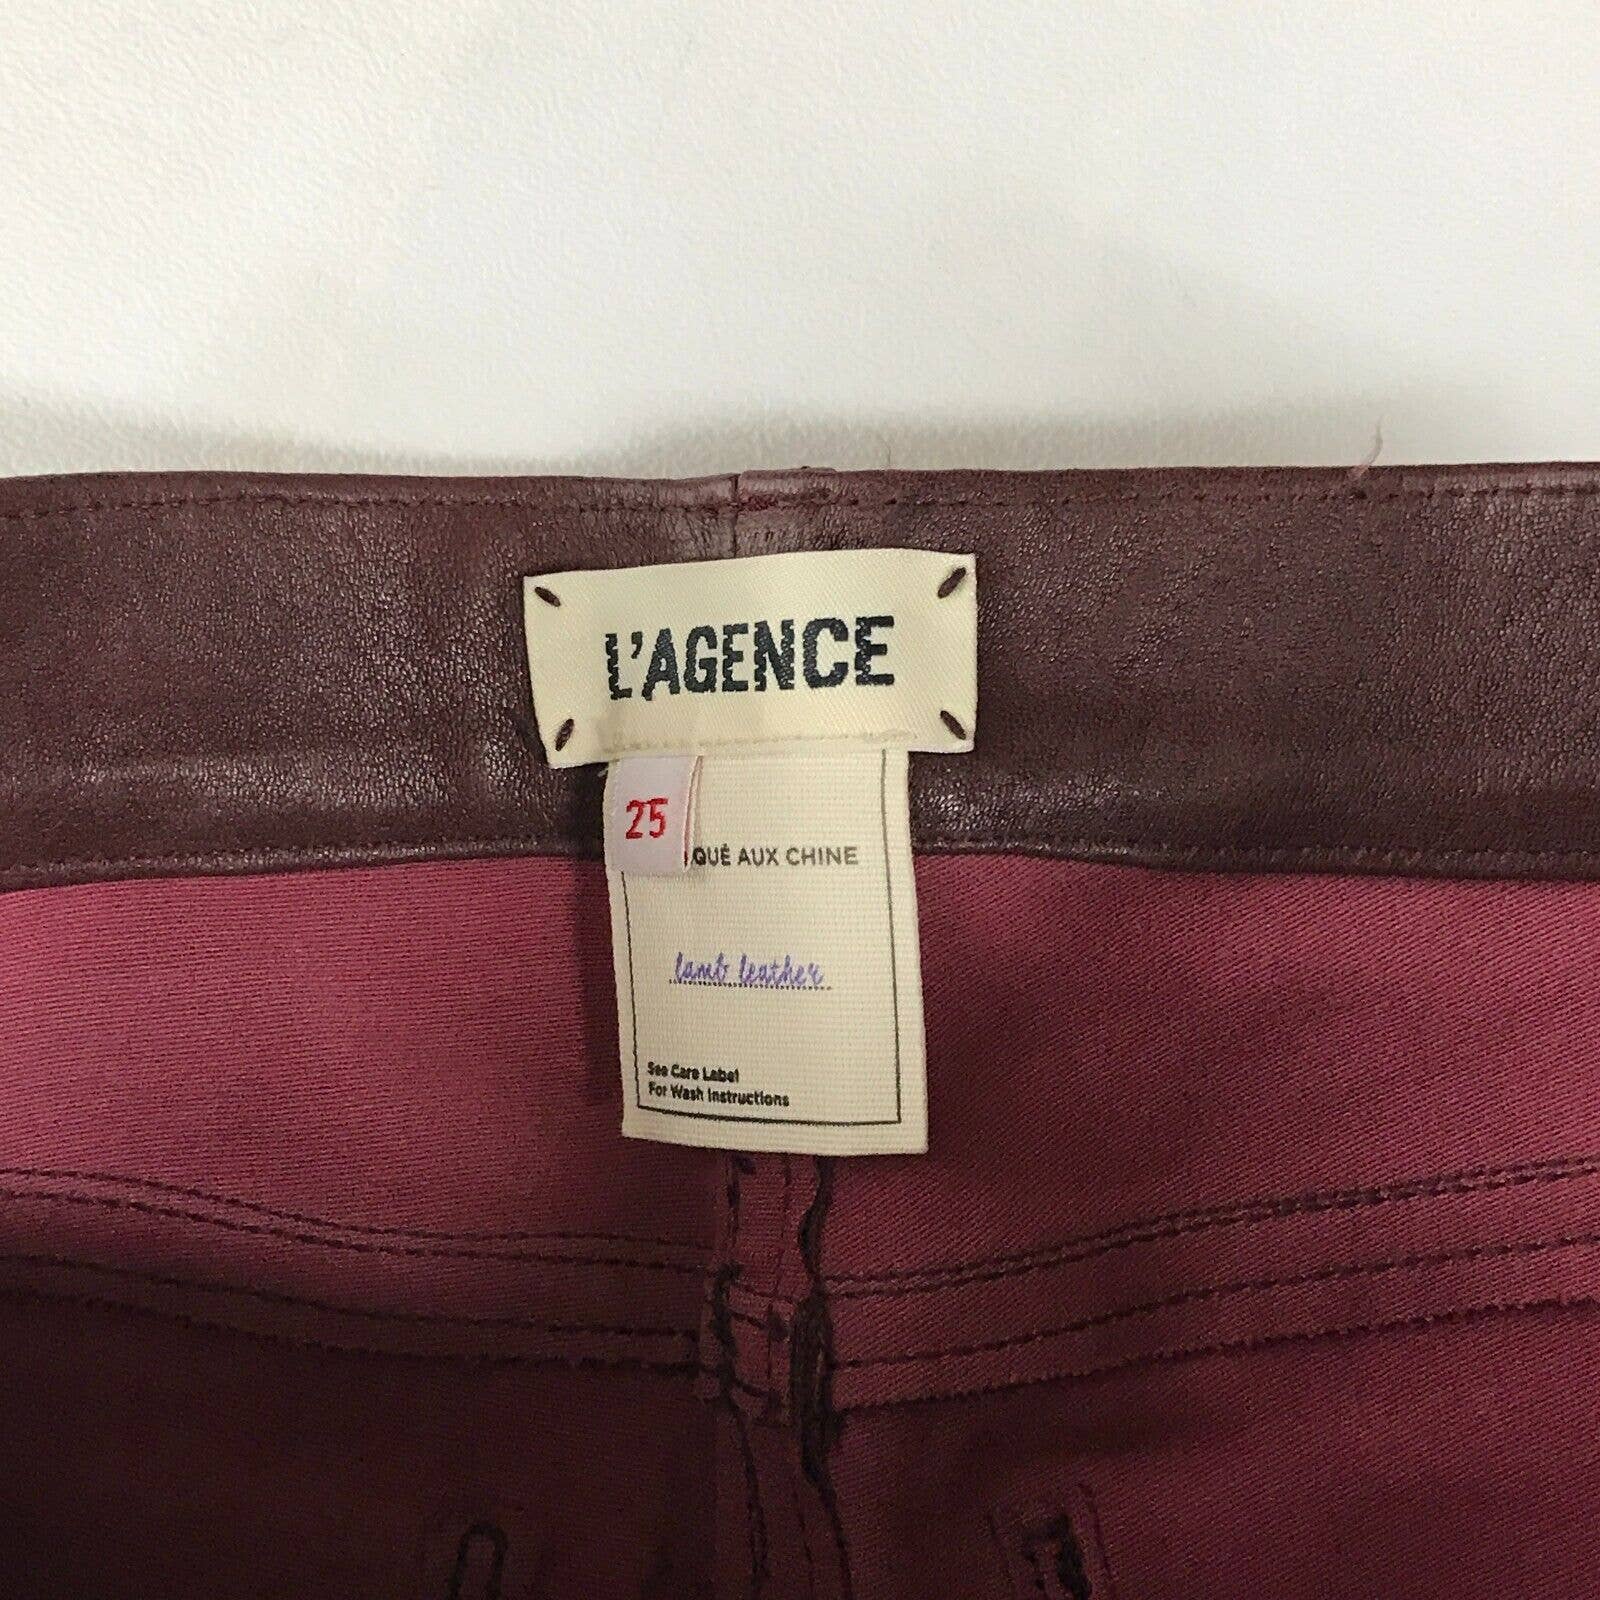 L'AGENCE
25
QUÉ AUX CHINE
lamb leather
See Care Label
For Wash Instructions